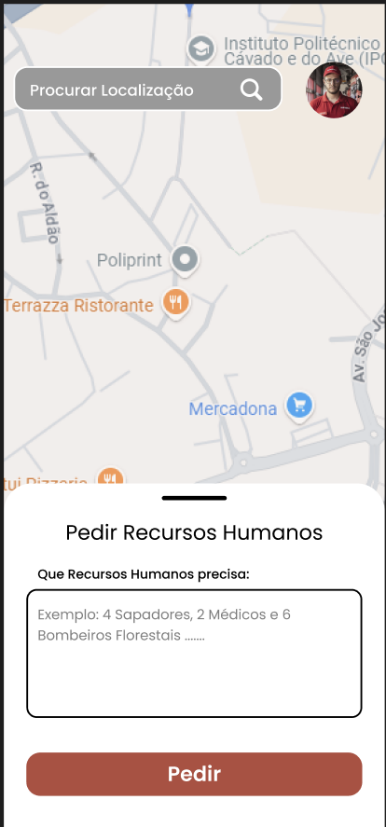 Instituto Politécnico
Cávado e do Ave (IPC
Procurar Localização
R. do Aldão
Poliprint
Terrazza Ristorante
Av. São Jo
Mercadona
tui Pizzeria
Pedir Recursos Humanos
Que Recursos Humanos precisa:
Exemplo: 4 Sapadores, 2 Médicos e 6
Bombeiros Florestais .......
Pedir